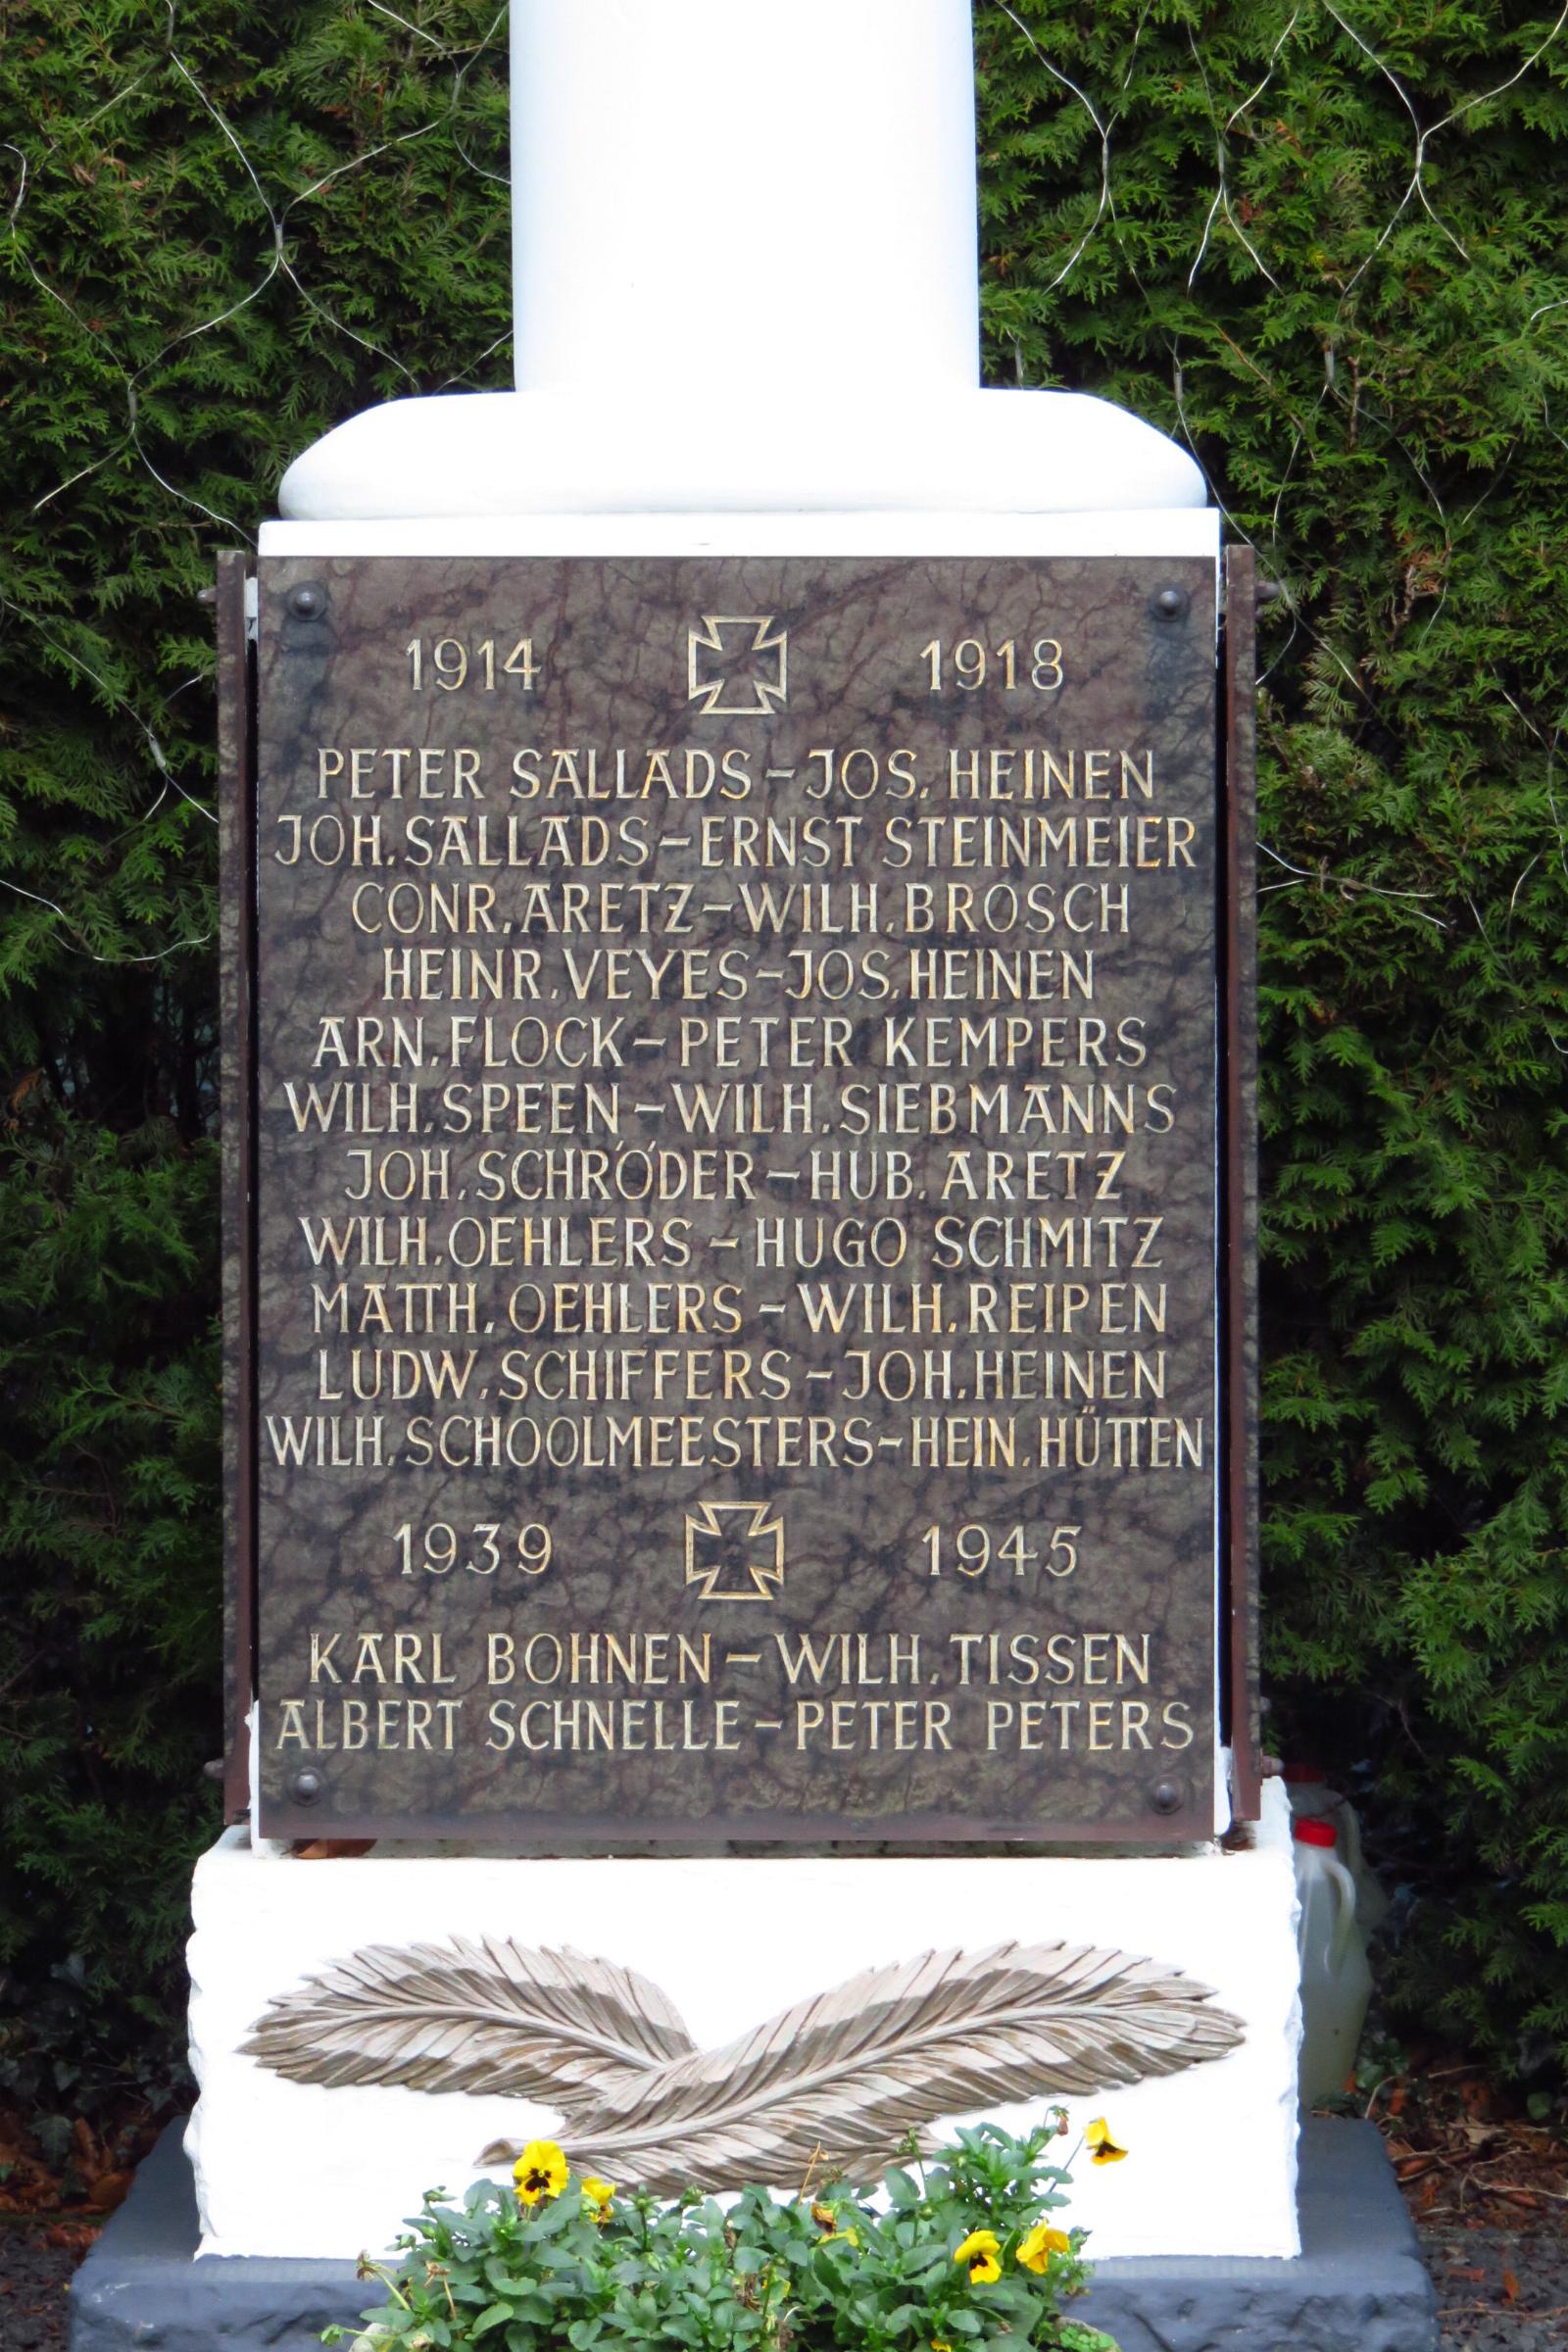 1914 1918
PETER SALLADS-JOS. HEINEN
JOH. SALLADS-ERNST STEINMEIER
CONR. ARETZ-WILH. BROSCH
HEINR. VEYES-JOS. HEINEN
ARN. FLOCK-PETER KEMPERS
WILH. SPEEN-WILH. SIEBMANNS
JOH. SCHRÖDER-HUB. ARETZ
WILH. OEHLERS-HUGO SCHMITZ
MATTH. OEHLERS-WILH. REIPEN
LUDW. SCHIFFERS-JOH. HEINEN
WILH. SCHOOLMEESTERS-HEIN. HÜTTEN
1939 1945
KARL BOHNEN-WILH. TISSEN
ALBERT SCHNELLE-PETER PETERS